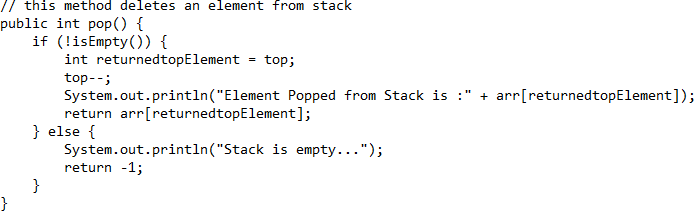 // this method deletes an element from stack
public int pop() {
    if (!isEmpty()) {
        int returnedtopElement = top;
        top--;
        System.out.println("Element Popped from Stack is :" + arr[returnedtopElement]);
        return arr[returnedtopElement];
    } else {
        System.out.println("Stack is empty...");
        return -1;
    }
}